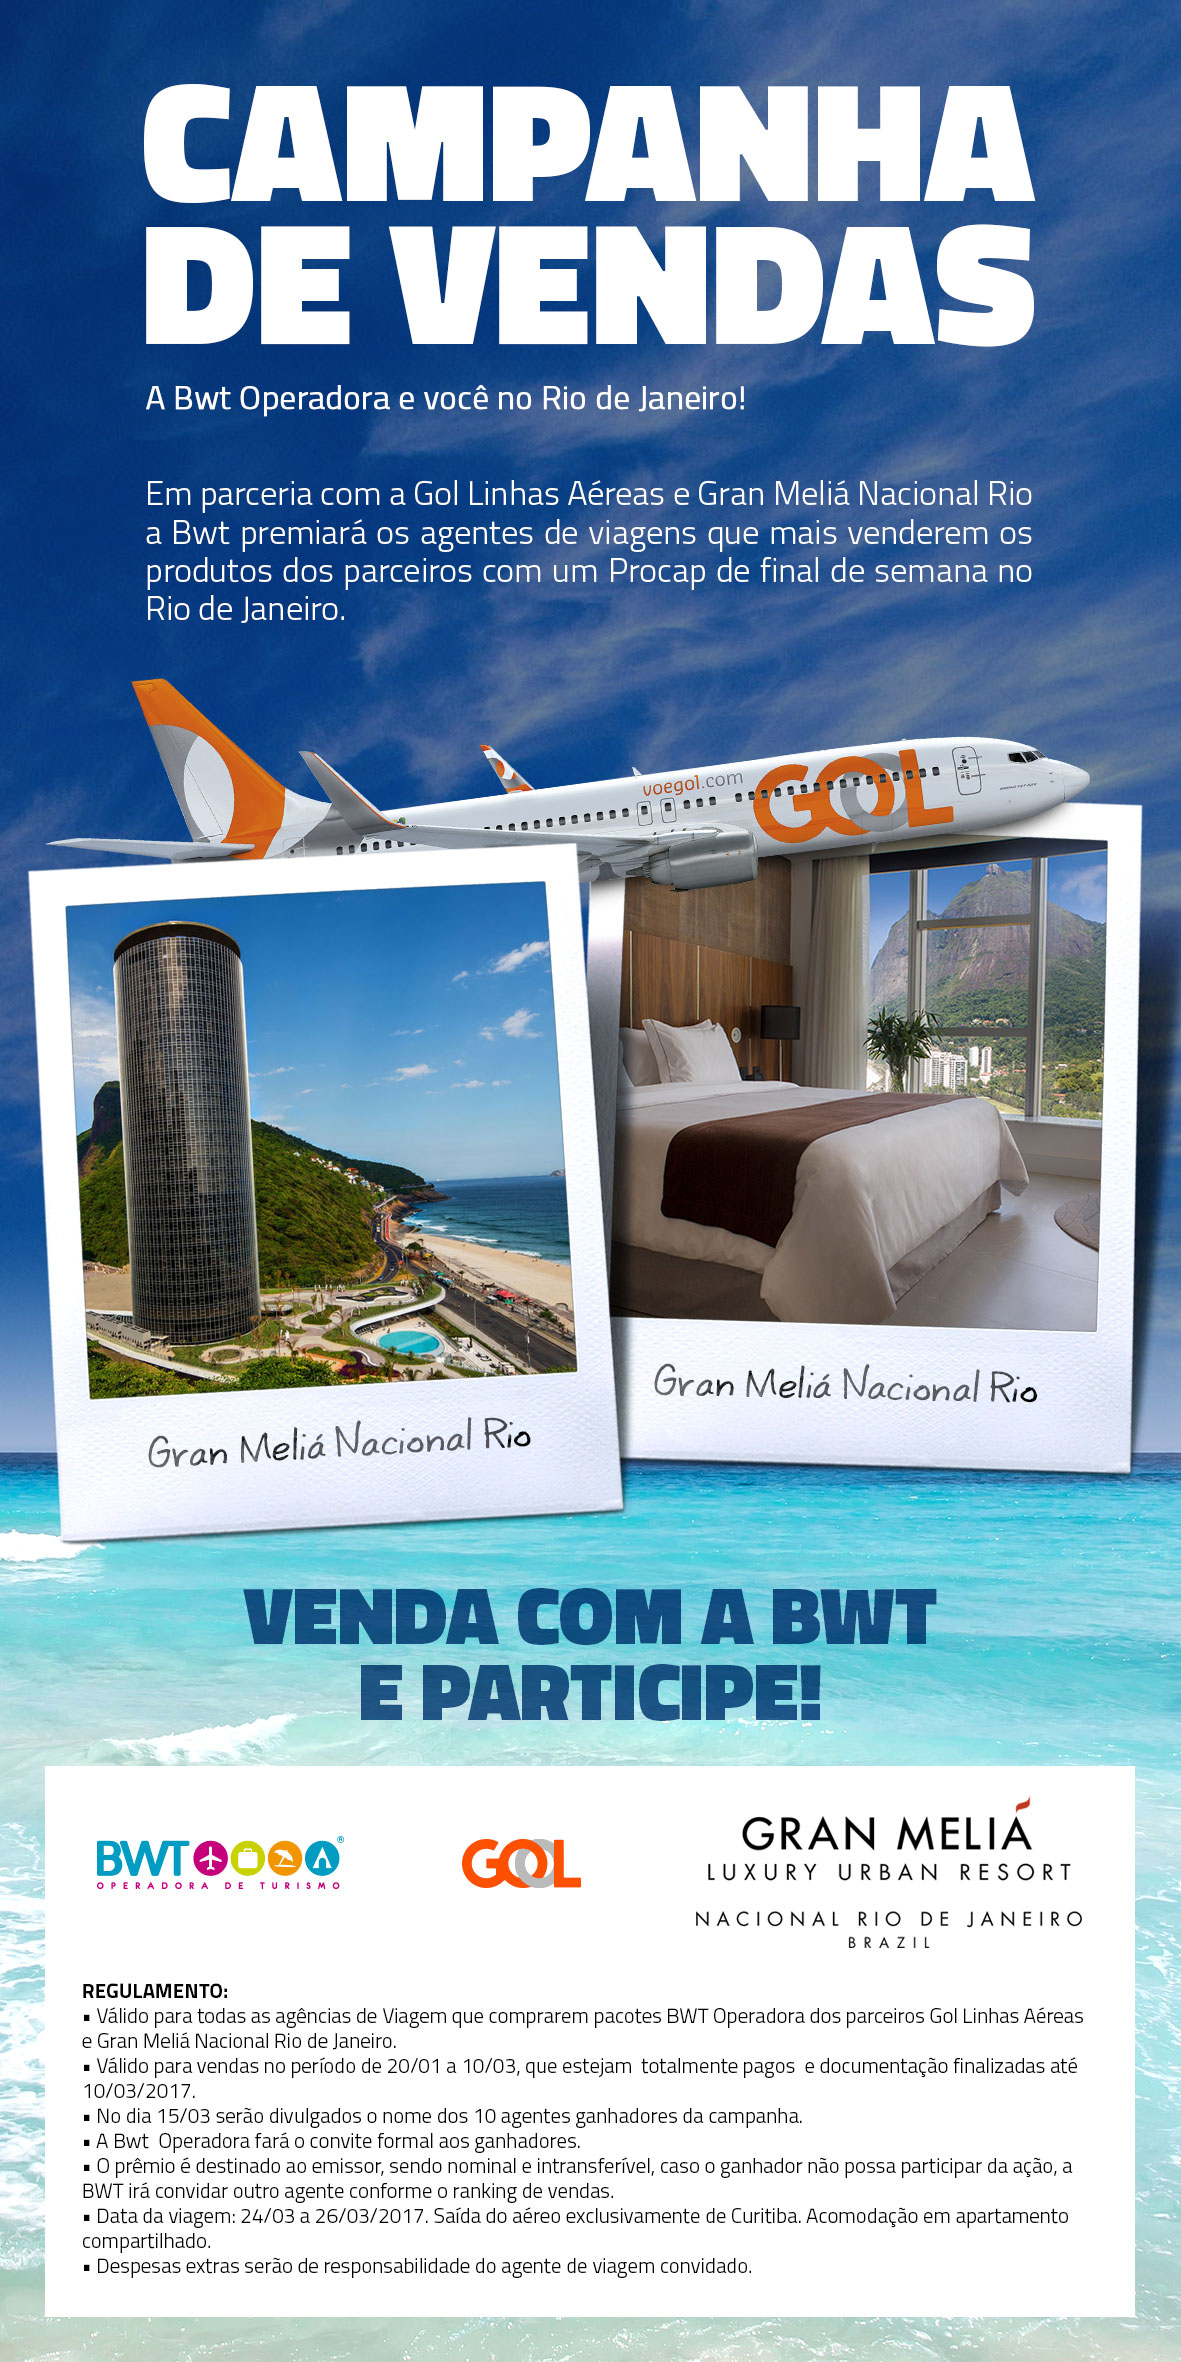 CAMPANHA
DE VENDAS
A Bwt Operadora e você no Rio de Janeiro!
Em parceria com a Gol Linhas Aéreas e Gran Meliá Nacional Rio
a Bwt premiará os agentes de viagens que mais venderem os
produtos dos parceiros com um Procap de final de semana no
Rio de Janeiro.
voegol.com
GOL
Gran Meliá Nacional Rio
Gran Meliá Nacional Rio
VENDA COM A BWT
E PARTICIPE!
BWT ®
OPERADORA DE TURISMO
GOL
GRAN MELIÁ
LUXURY URBAN RESORT
NACIONAL RIO DE JANEIRO
BRAZIL
REGULAMENTO:
▪ Válido para todas as agências de Viagem que comprarem pacotes BWT Operadora dos parceiros Gol Linhas Aéreas
e Gran Meliá Nacional Rio de Janeiro.
▪ Válido para vendas no período de 20/01 a 10/03, que estejam  totalmente pagos  e documentação finalizadas até
10/03/2017.
▪ No dia 15/03 serão divulgados o nome dos 10 agentes ganhadores da campanha.
▪ A Bwt  Operadora fará o convite formal aos ganhadores.
▪ O prêmio é destinado ao emissor, sendo nominal e intransferível, caso o ganhador não possa participar da ação, a
BWT irá convidar outro agente conforme o ranking de vendas.
▪ Data da viagem: 24/03 a 26/03/2017. Saída do aéreo exclusivamente de Curitiba. Acomodação em apartamento
compartilhado.
▪ Despesas extras serão de responsabilidade do agente de viagem convidado.